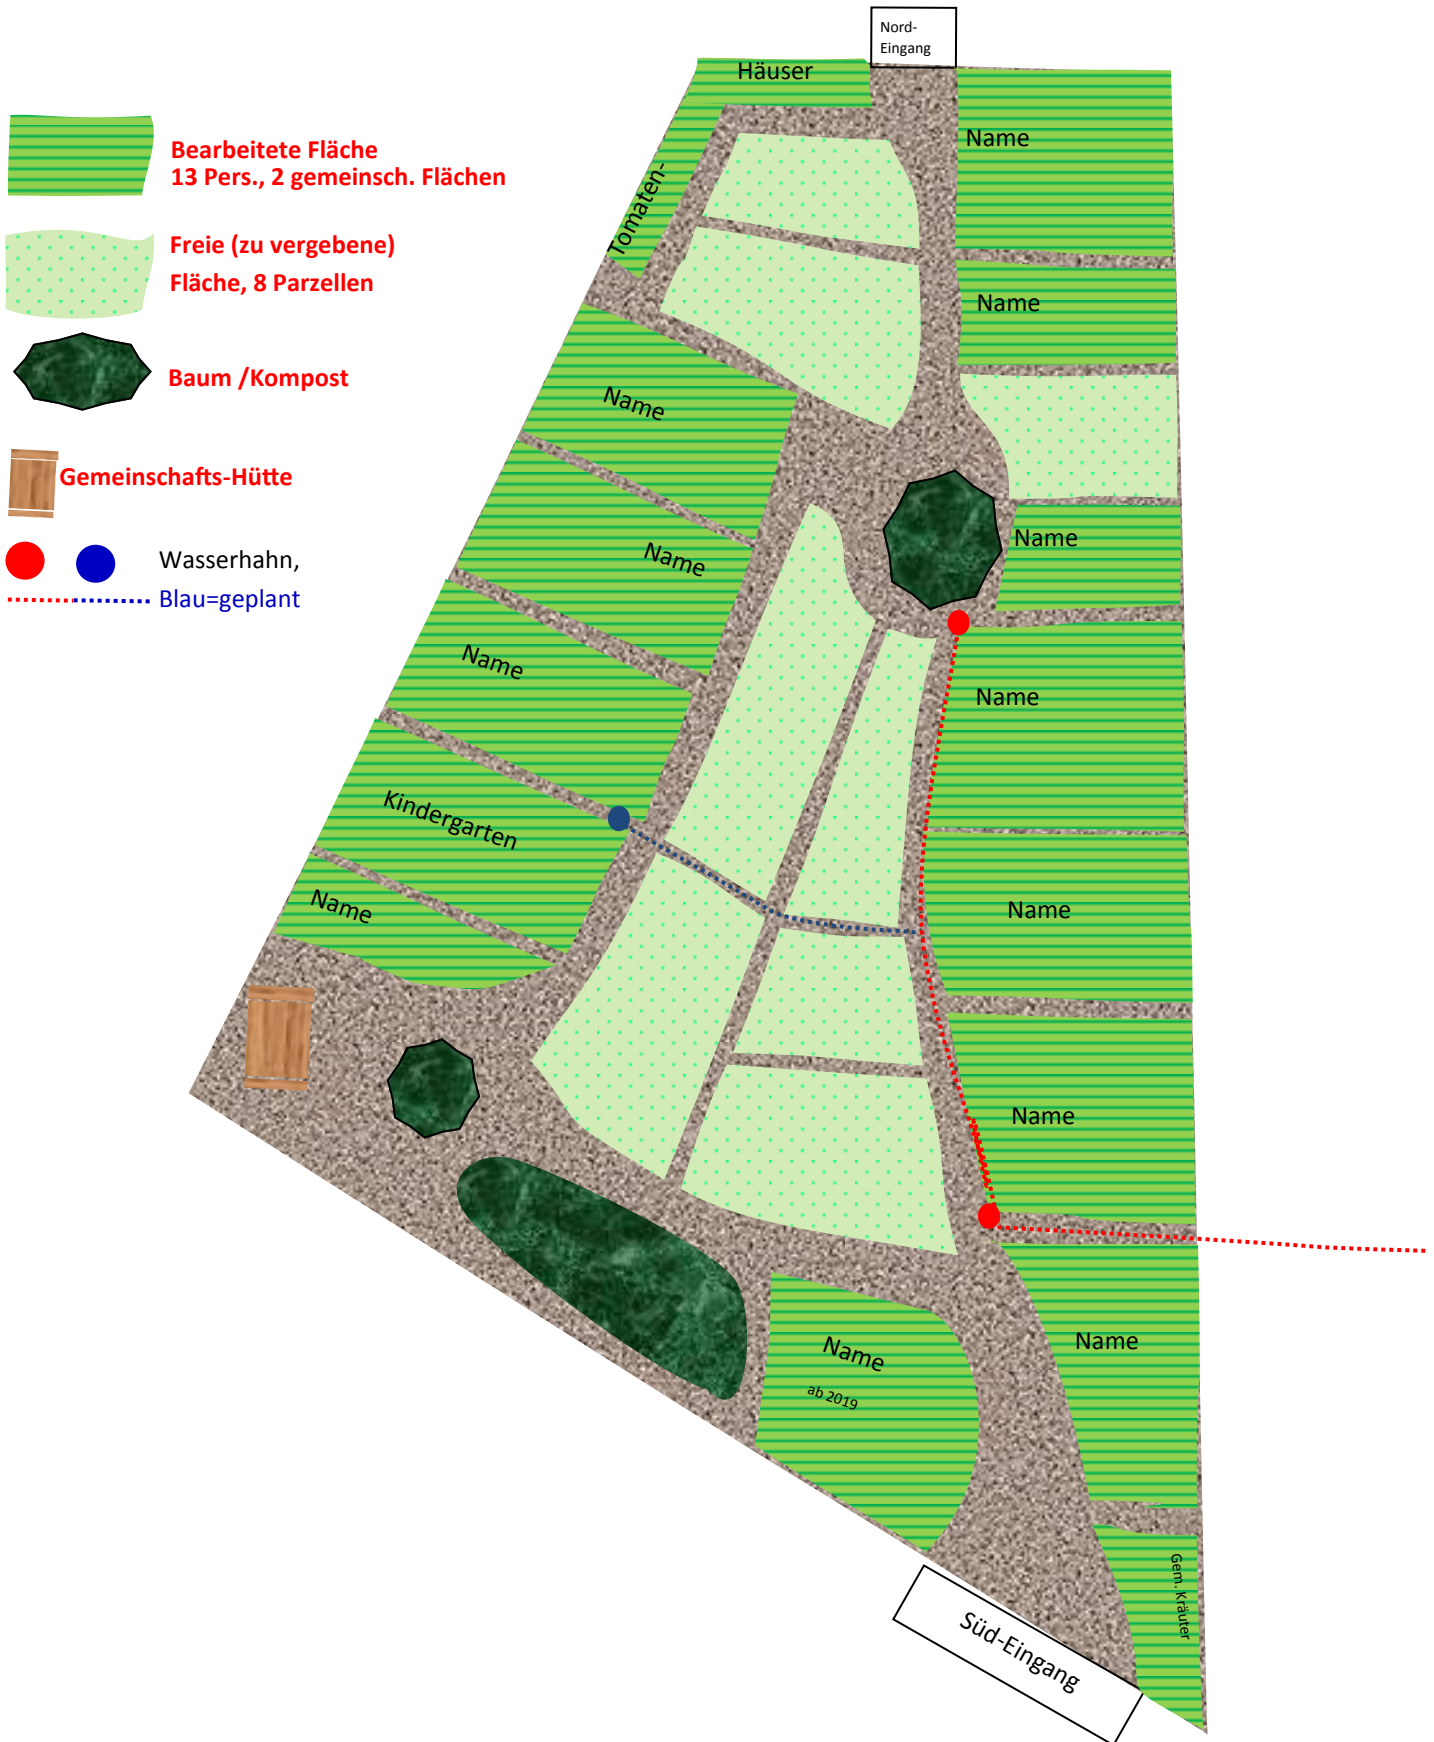 Nord-
Eingang
Häuser
Tomaten-
Bearbeitete Fläche
13 Pers., 2 gemeinsch. Flächen
Freie (zu vergebene)
Fläche, 8 Parzellen
Baum /Kompost
Gemeinschafts-Hütte
Wasserhahn,
Blau=geplant
Name
Name
Name
Name
Name
Name
Name
Kindergarten
Name
Name
Name
Name
Name
ab 2019
Name
Gem. Kräuter
Süd-Eingang